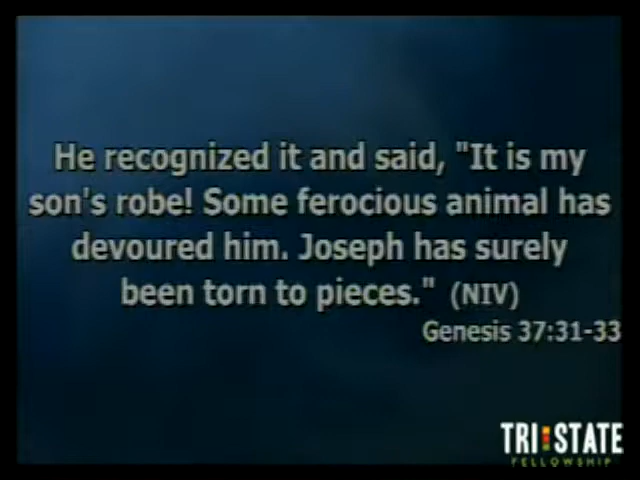 He recognized it and said, "It is my
son's robe! Some ferocious animal has
devoured him. Joseph has surely
been torn to pieces." (NIV)
Genesis 37:31-33
TRI STATE
FELLOWSHIP